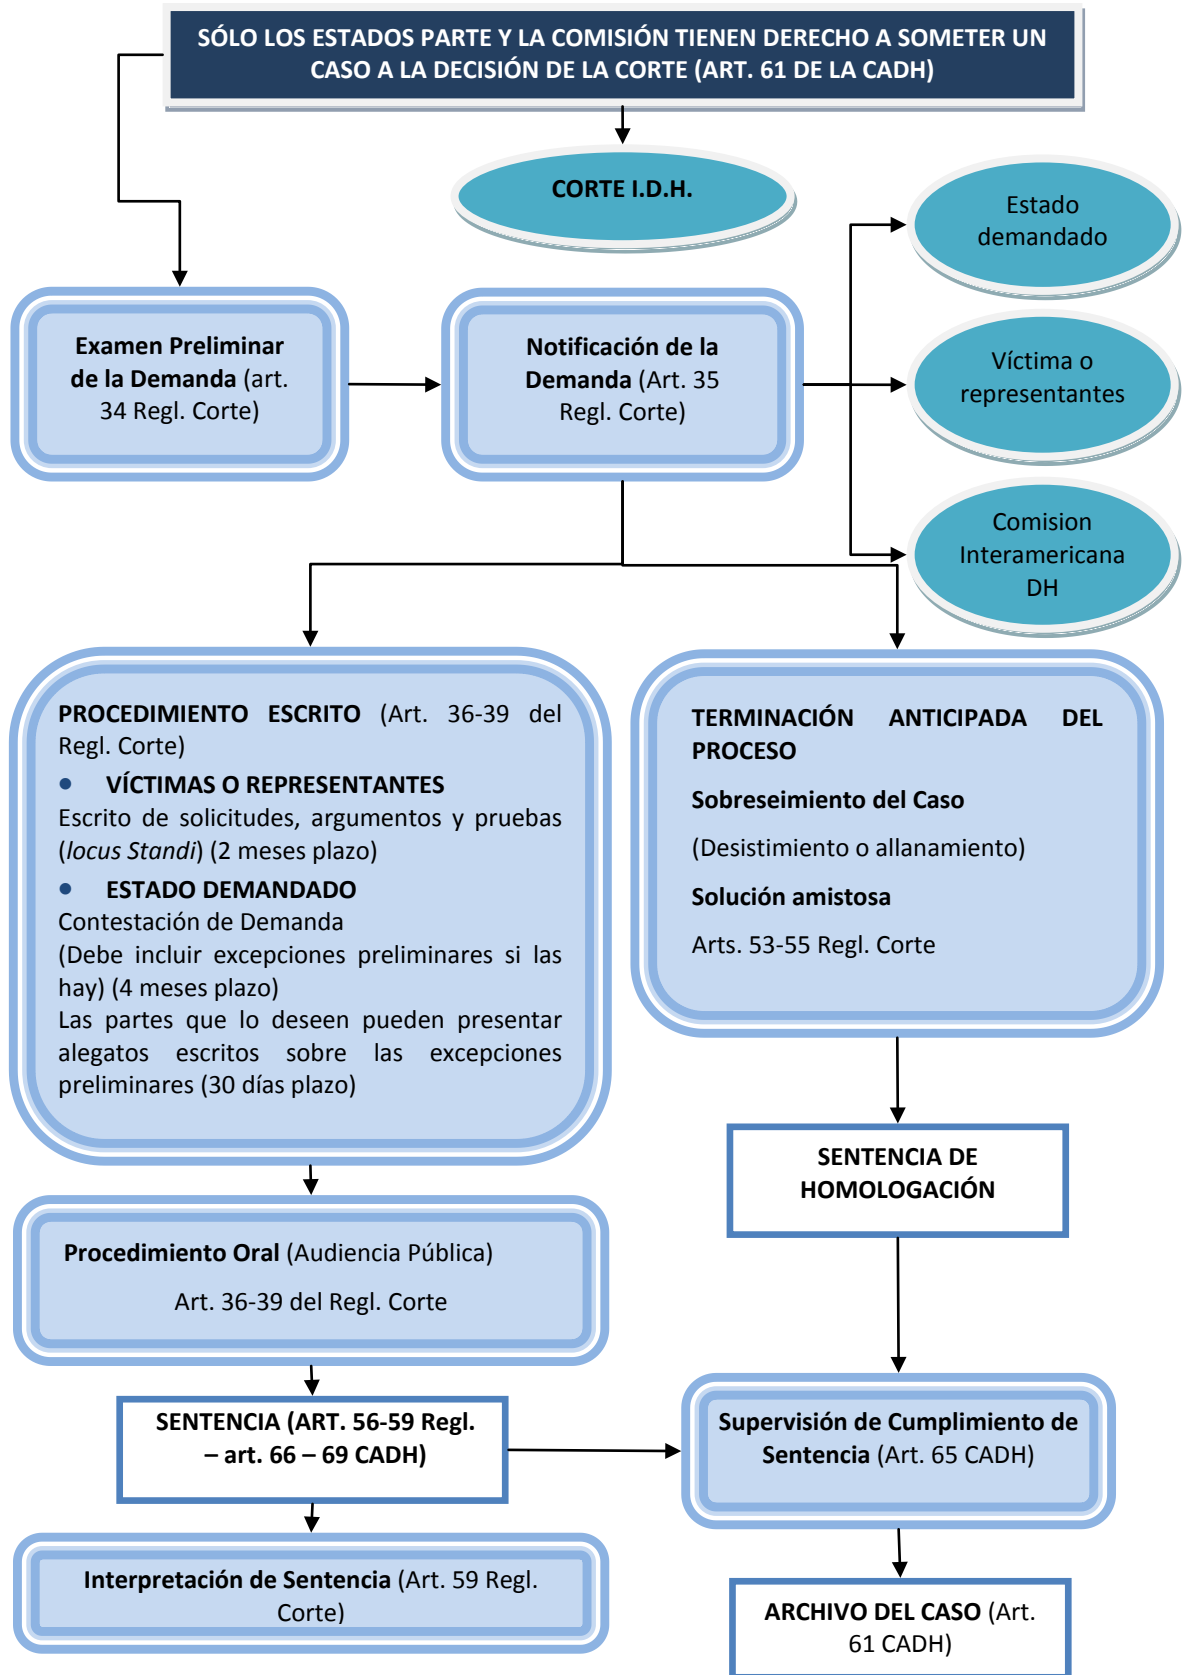 SÓLO LOS ESTADOS PARTE Y LA COMISIÓN TIENEN DERECHO A SOMETER UN
CASO A LA DECISIÓN DE LA CORTE (ART. 61 DE LA CADH)
CORTE I.D.H.
Estado
demandado
Examen Preliminar
de la Demanda (art.
34 Regl. Corte)
Notificación de la
Demanda (Art. 35
Regl. Corte)
Víctima o
representantes
Comision
Interamericana
DH
PROCEDIMIENTO ESCRITO (Art. 36-39 del
Regl. Corte)
• VÍCTIMAS O REPRESENTANTES
Escrito de solicitudes, argumentos y pruebas
(locus Standi) (2 meses plazo)
• ESTADO DEMANDADO
Contestación de Demanda
(Debe incluir excepciones preliminares si las
hay) (4 meses plazo)
Las partes que lo deseen pueden presentar
alegatos escritos sobre las excepciones
preliminares (30 días plazo)
TERMINACIÓN ANTICIPADA DEL
PROCESO
Sobreseimiento del Caso
(Desistimiento o allanamiento)
Solución amistosa
Arts. 53-55 Regl. Corte
SENTENCIA DE
HOMOLOGACIÓN
Procedimiento Oral (Audiencia Pública)
Art. 36-39 del Regl. Corte
SENTENCIA (ART. 56-59 Regl.
– art. 66 – 69 CADH)
Supervisión de Cumplimiento de
Sentencia (Art. 65 CADH)
Interpretación de Sentencia (Art. 59 Regl.
Corte)
ARCHIVO DEL CASO (Art.
61 CADH)